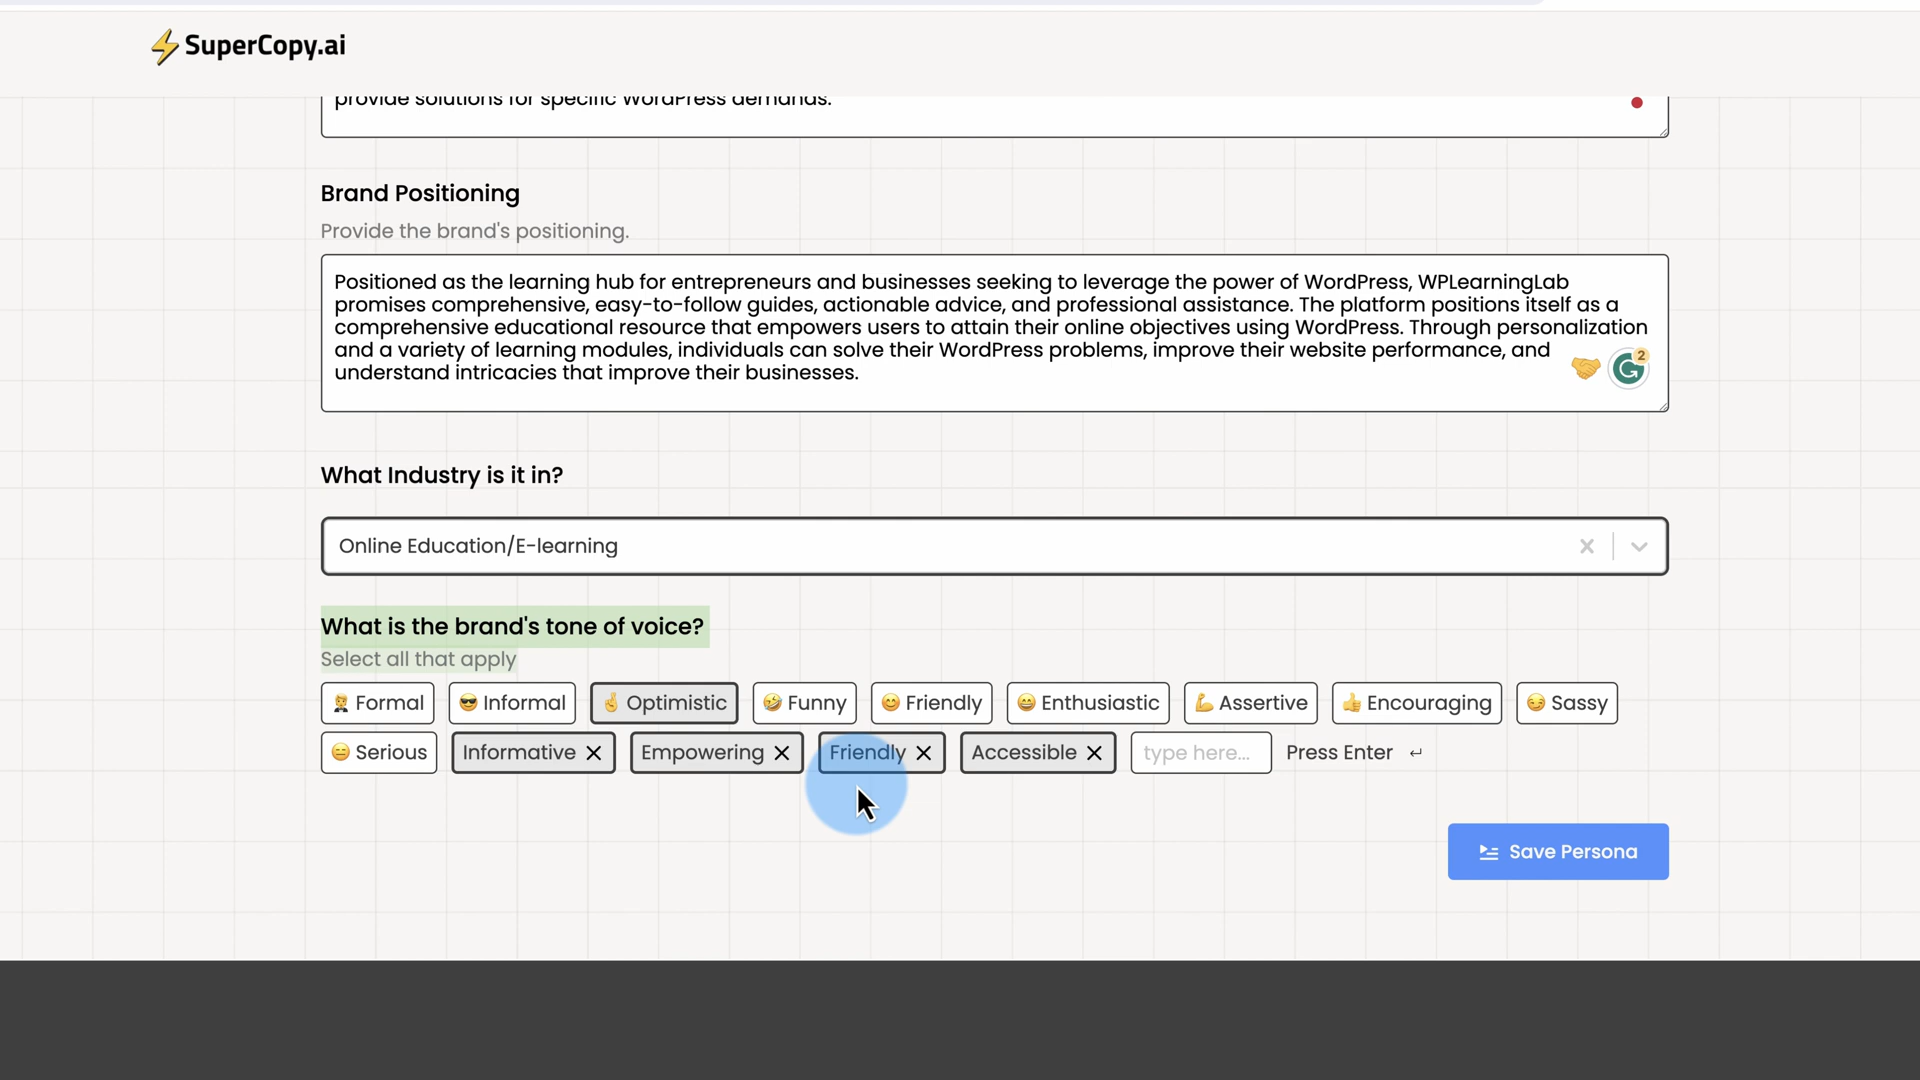 SuperCopy.ai
provide solutions for specific WordPress demands.
Brand Positioning
Provide the brand's positioning.
Positioned as the learning hub for entrepreneurs and businesses seeking to leverage the power of WordPress, WPLearningLab
promises comprehensive, easy-to-follow guides, actionable advice, and professional assistance. The platform positions itself as a
comprehensive educational resource that empowers users to attain their online objectives using WordPress. Through personalization
and a variety of learning modules, individuals can solve their WordPress problems, improve their website performance, and
understand intricacies that improve their businesses.
2
What Industry is it in?
Online Education/E-learning
What is the brand's tone of voice?
Select all that apply
Formal Informal Optimistic Funny Friendly Enthusiastic Assertive Encouraging Sassy
Serious Informative Empowering Friendly Accessible type here... Press Enter
Save Persona